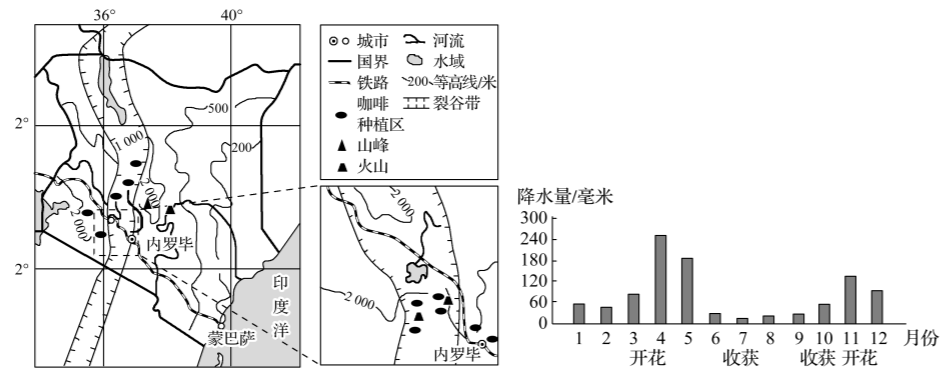 36° 40°
2°
2°
500
200
1 000
2 000
2 000
内罗毕
蒙巴萨
印
度
洋
城市 河流
国界 水域
铁路 200 等高线/米
咖啡 裂谷带
种植区
山峰
火山
2 000
2 000
内罗毕
降水量/毫米
300
240
180
120
60
0
1 2 3 4 5 6 7 8 9 10 11 12 月份
开花 收获 收获 开花